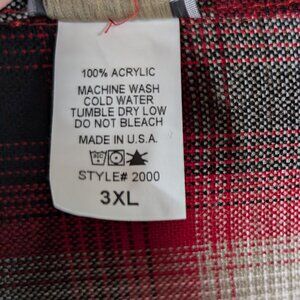 100% ACRYLIC
MACHINE WASH
COLD WATER
TUMBLE DRY LOW
DO NOT BLEACH
MADE IN U.S.A.
STYLE# 2000
3XL